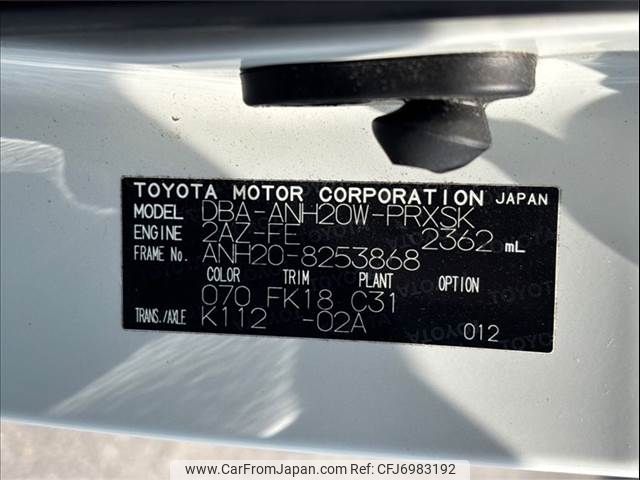 TOYOTA MOTOR CORPORATION JAPAN
MODEL DBA-ANH20W-PRXSK
ENGINE 2AZ-FE 2362 mL
FRAME No. ANH20-8253868
COLOR TRIM PLANT OPTION
070 FK18 C31
TRANS./AXLE K112 -02A 012
www.CarFromJapan.com | CFJ6983192